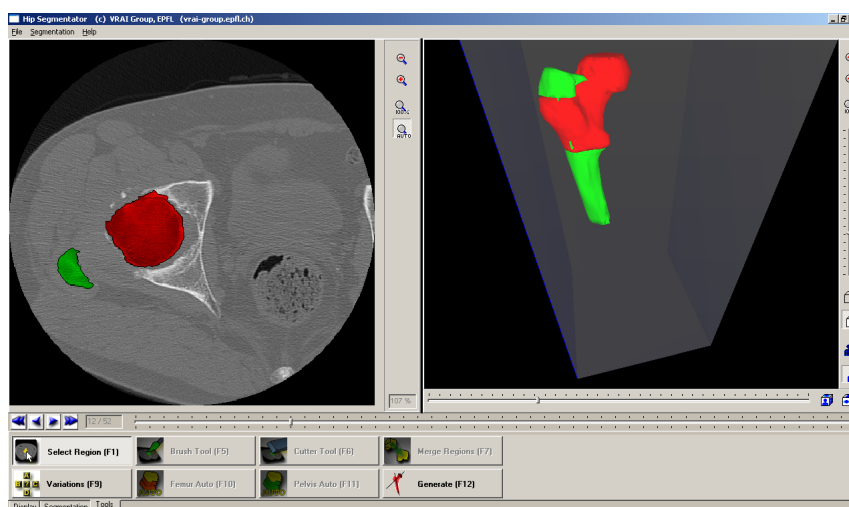 Hip Segmentator (c) VRAI Group, EPFL (vrai-group.epfl.ch)
File Segmentation Help
100%
AUTO
107 %
12 / 52
Select Region (F1) Brush Tool (F5) Cutter Tool (F6) Merge Regions (F7)
Variations (F9) Femur Auto (F10) Pelvis Auto (F11) Generate (F12)
Display Segmentation Tools